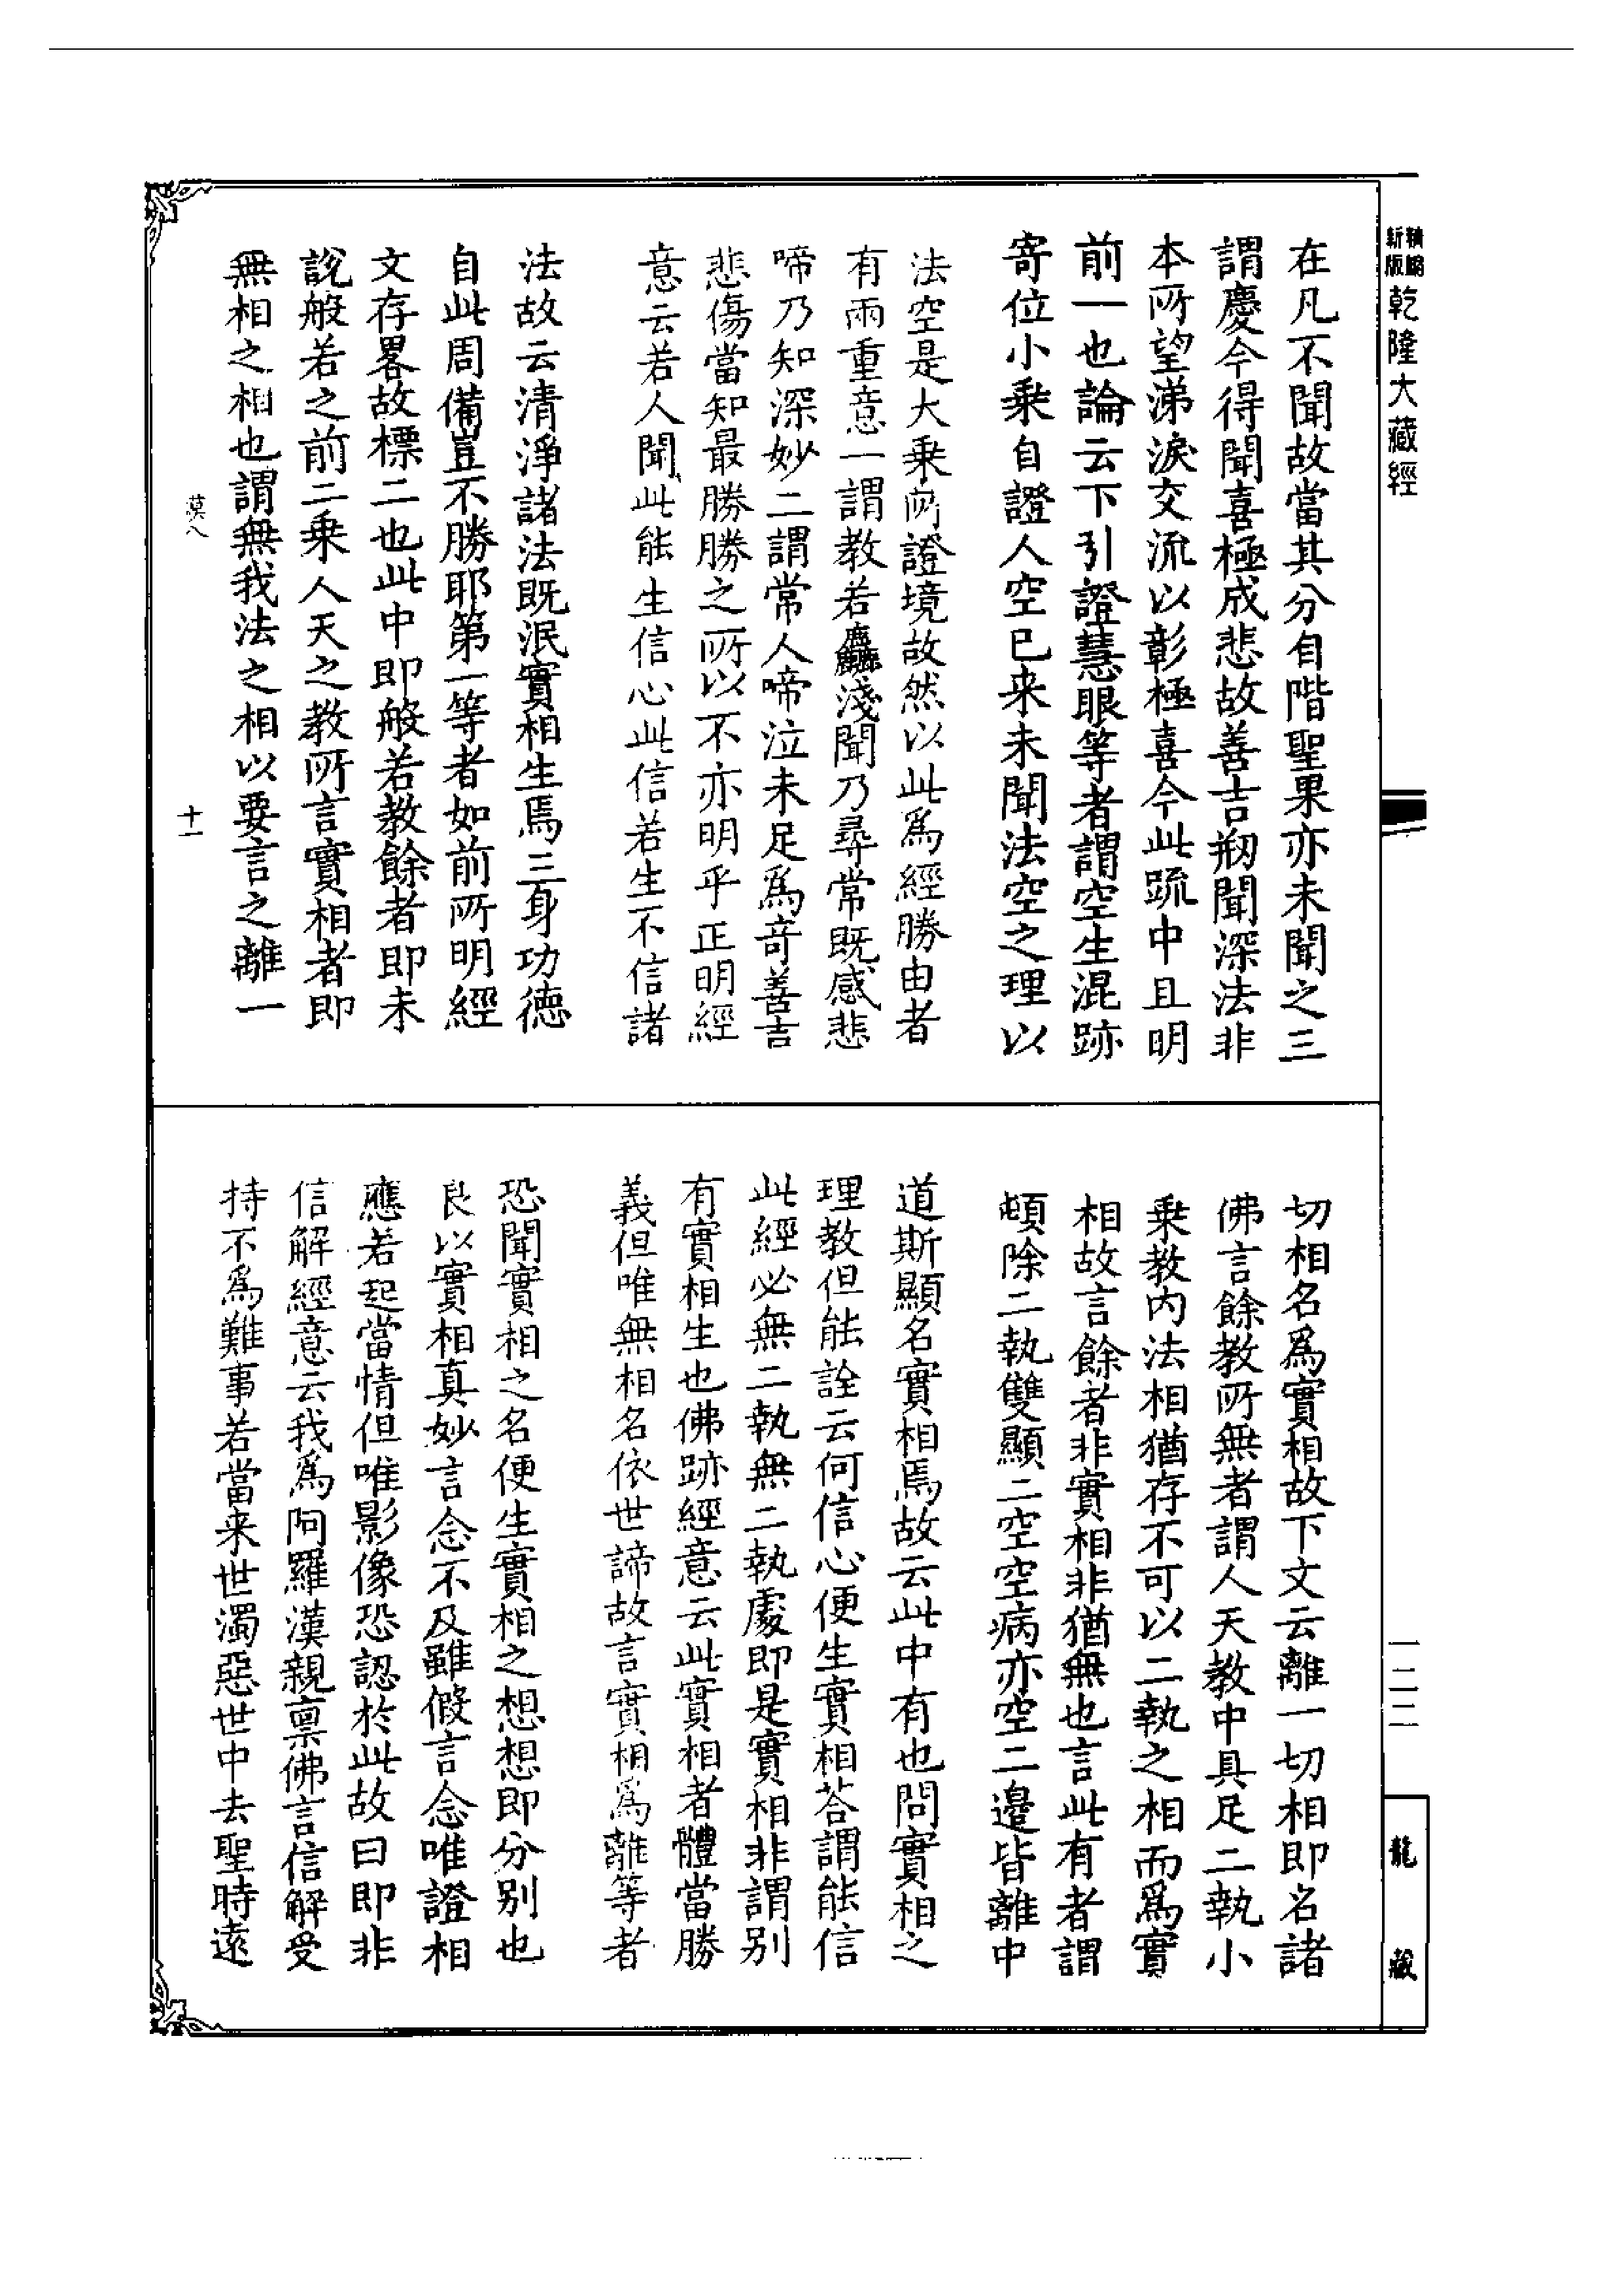 精縮
新版
乾隆大藏經
在凡不聞故當其分自階聖果亦未聞之三
謂慶今得聞喜極成悲故善吉剏聞深法非
本所望涕淚交流以彰極喜今此疏中且明
前一也論云下引證慧眼等者謂空生混跡
寄位小乘自證人空已來未聞法空之理以
法空是大乘所證境故然以此為經勝由者
有兩重意一謂教若麤淺聞乃尋常既感悲
啼乃知深妙二謂常人啼泣未足為奇善吉
悲傷當知最勝勝之所以不亦明乎正明經
意云若人聞此能生信心此信若生不信諸
法故云清淨諸法既泯實相生焉三身功德
自此周備豈不勝耶第一等者如前所明經
文存畧故標二也此中即般若教餘者即未
說般若之前二乘人天之教所言實相者即
無相之相也謂無我法之相以要言之離一
漠八
十一
切相名為實相故下文云離一切相即名諸
佛言餘教所無者謂人天教中具足二執小
乘教內法相猶存不可以二執之相而為實
相故言餘者非實相非猶無也言此有者謂
頓除二執雙顯二空空病亦空二邊皆離中
道斯顯名實相焉故云此中有也問實相之
理教但能詮云何信心便生實相荅謂能信
此經必無二執無二執處即是實相非謂別
有實相生也佛跡經意云此實相者體當勝
義但唯無相名依世諦故言實相為離等者
恐聞實相之名便生實相之想想即分別也
良以實相真妙言念不及雖假言念唯證相
應若起當情但唯影像恐認於此故曰即非
信解經意云我為阿羅漢親稟佛言信解受
持不為難事若當來世濁惡世中去聖時遠
一二二
龍藏